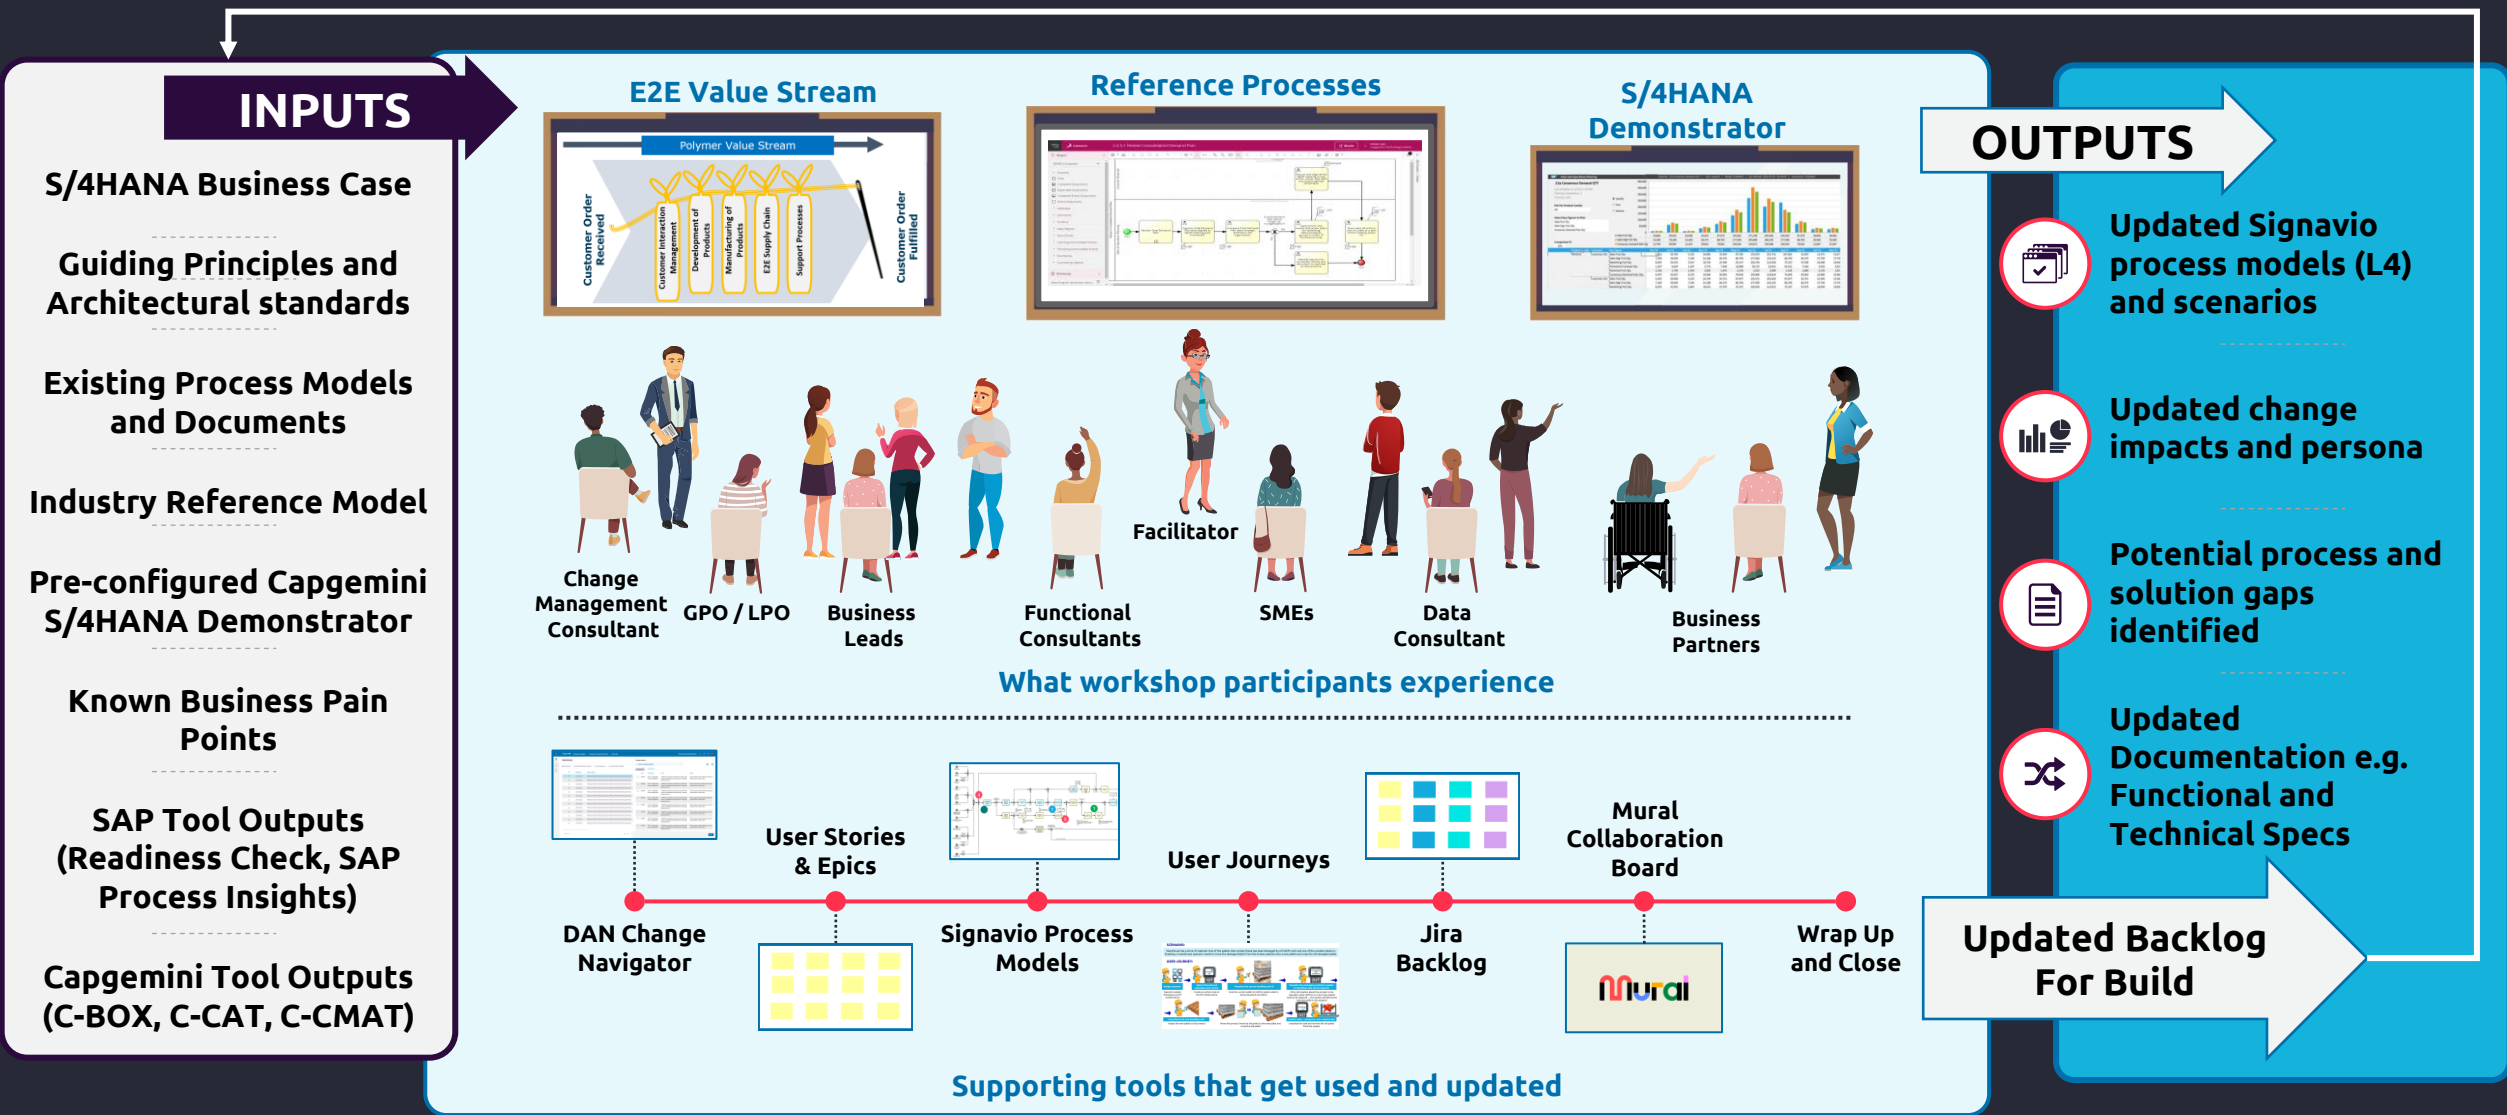 INPUTS
S/4HANA Business Case
Guiding Principles and
Architectural standards
Existing Process Models
and Documents
Industry Reference Model
Pre-configured Capgemini
S/4HANA Demonstrator
Known Business Pain
Points
SAP Tool Outputs
(Readiness Check, SAP
Process Insights)
Capgemini Tool Outputs
(C-BOX, C-CAT, C-CMAT)
E2E Value Stream
Polymer Value Stream
Customer Order
Received
Customer Interaction
Management
Development of
Products
Manufacturing of
Products
E2E Supply Chain
Support Processes
Customer Order
Fulfilled
Reference Processes
S/4HANA
Demonstrator
Facilitator
Change
Management
Consultant
GPO / LPO
Business
Leads
Functional
Consultants
SMEs
Data
Consultant
Business
Partners
What workshop participants experience
DAN Change
Navigator
User Stories
& Epics
Signavio Process
Models
User Journeys
Jira
Backlog
Mural
Collaboration
Board
mural
Wrap Up
and Close
Supporting tools that get used and updated
OUTPUTS
Updated Signavio
process models (L4)
and scenarios
Updated change
impacts and persona
Potential process and
solution gaps
identified
Updated
Documentation e.g.
Functional and
Technical Specs
Updated Backlog
For Build